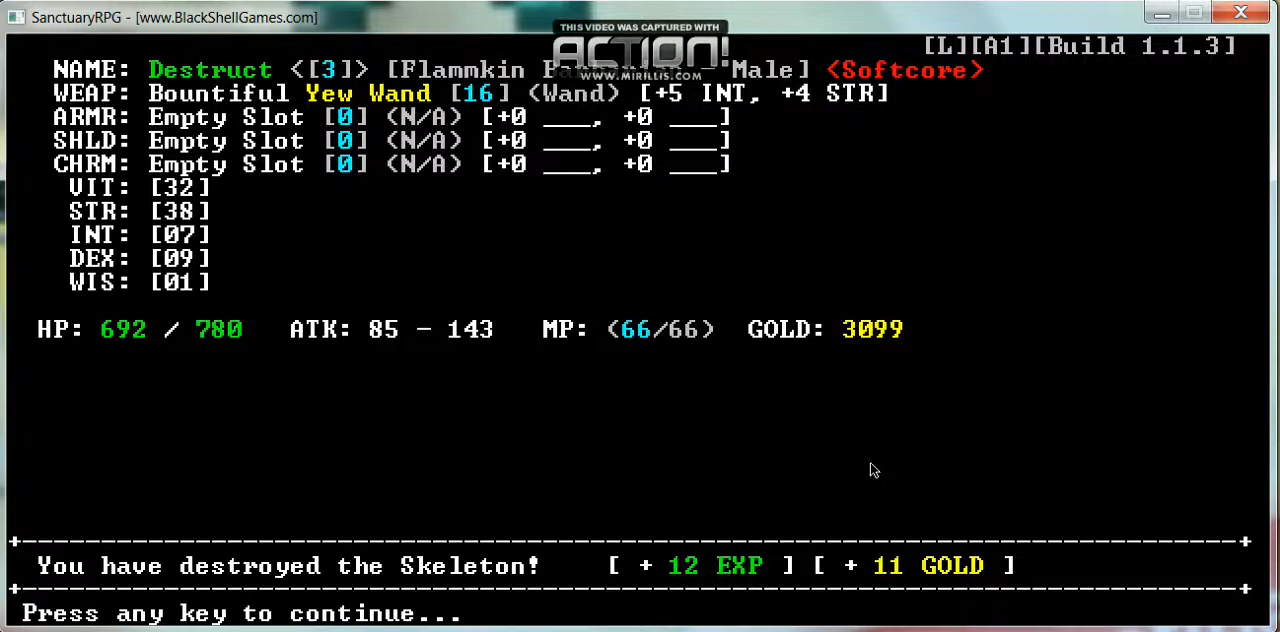 SanctuaryRPG - [www.BlackShellGames.com]
THIS VIDEO WAS CAPTURED WITH
ACTION!
WWW.MIRILLIS.COM
[L][A1][Build 1.1.3]
NAME: Destruct <[3]> [Flammkin Male] <Softcore>
WEAP: Bountiful Yew Wand [16] (Wand) [+5 INT, +4 STR]
ARMR: Empty Slot [0] (N/A) [+0 ___, +0 ___]
SHLD: Empty Slot [0] (N/A) [+0 ___, +0 ___]
CHRM: Empty Slot [0] (N/A) [+0 ___, +0 ___]
VIT: [32]
STR: [38]
INT: [07]
DEX: [09]
WIS: [01]
HP: 692 / 780 ATK: 85 - 143 MP: (66/66) GOLD: 3099
You have destroyed the Skeleton! [ + 12 EXP ] [ + 11 GOLD ]
Press any key to continue...